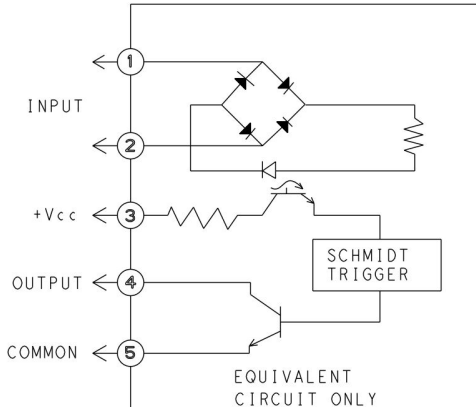 1
INPUT
2
+Vcc
3
SCHMIDT
TRIGGER
OUTPUT
4
COMMON
5
EQUIVALENT
CIRCUIT ONLY